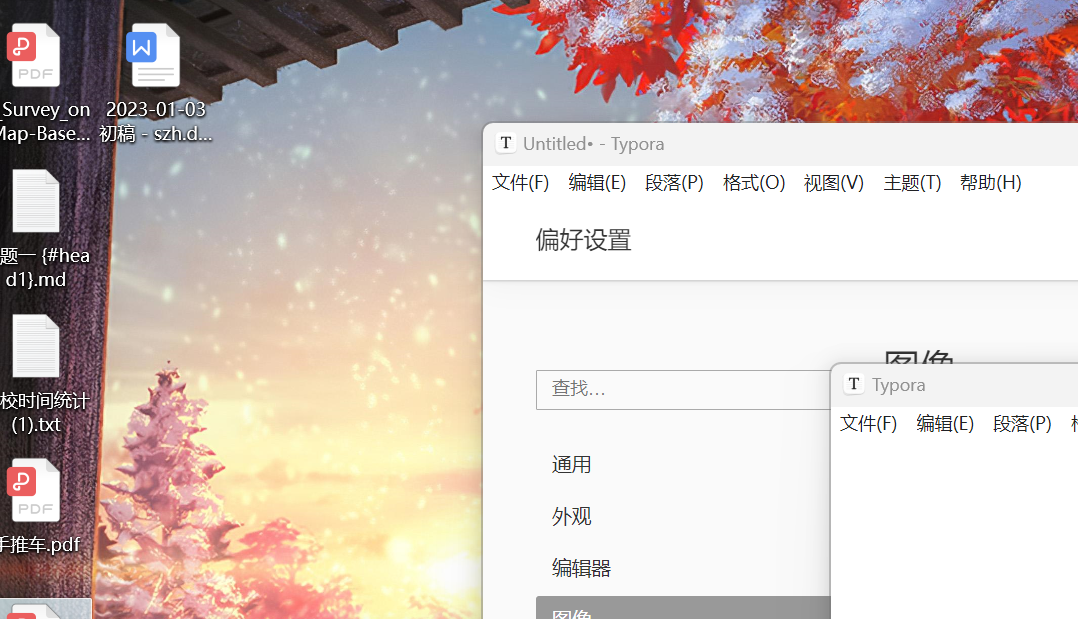 PDF
_Survey_on
Map-Base...
W
2023-01-03
初稿 - szh.d...
题一 {#hea
d1}.md
校时间统计
(1).txt
PDF
手推车.pdf
T Untitled• - Typora
文件(F) 编辑(E) 段落(P) 格式(O) 视图(V) 主题(T) 帮助(H)
偏好设置
图像
查找...
通用
外观
编辑器
图像
T Typora
文件(F) 编辑(E) 段落(P)